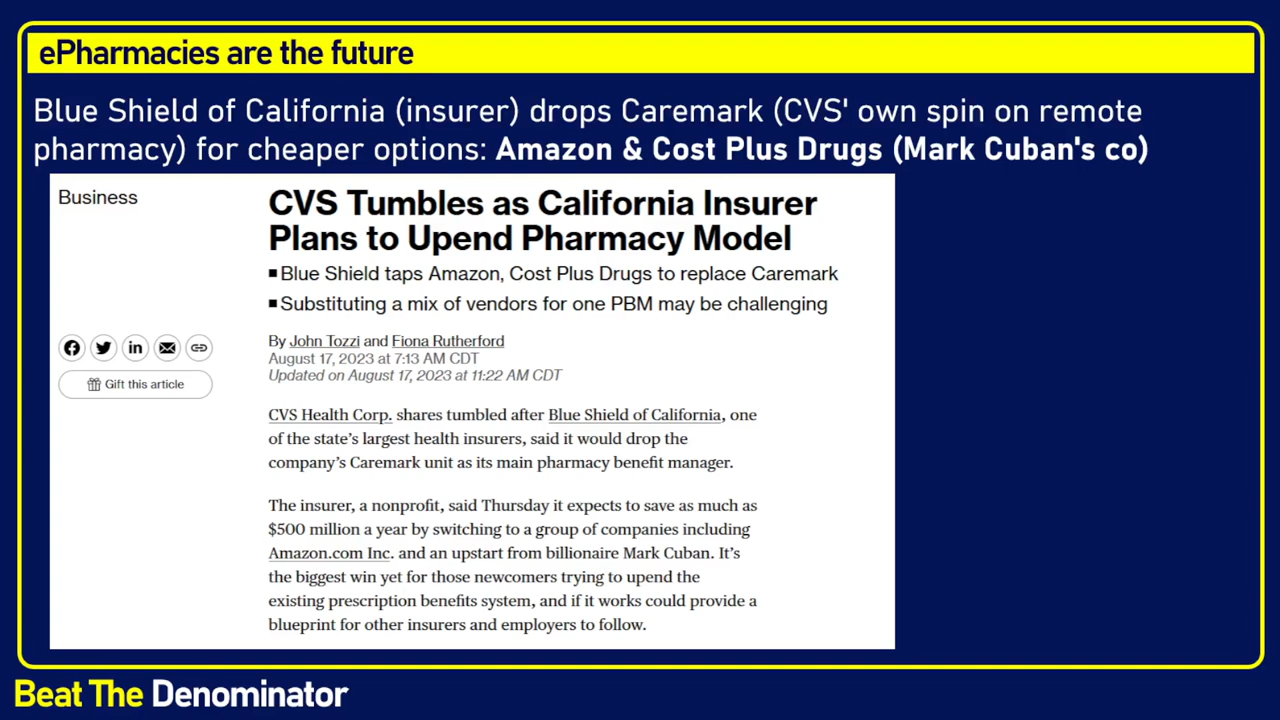 ePharmacies are the future
Blue Shield of California (insurer) drops Caremark (CVS' own spin on remote
pharmacy) for cheaper options: Amazon & Cost Plus Drugs (Mark Cuban's co)
Business
CVS Tumbles as California Insurer
Plans to Upend Pharmacy Model
■ Blue Shield taps Amazon, Cost Plus Drugs to replace Caremark
■ Substituting a mix of vendors for one PBM may be challenging
By John Tozzi and Fiona Rutherford
August 17, 2023 at 7:13 AM CDT
Updated on August 17, 2023 at 11:22 AM CDT
Gift this article
CVS Health Corp. shares tumbled after Blue Shield of California, one
of the state's largest health insurers, said it would drop the
company's Caremark unit as its main pharmacy benefit manager.
The insurer, a nonprofit, said Thursday it expects to save as much as
$500 million a year by switching to a group of companies including
Amazon.com Inc. and an upstart from billionaire Mark Cuban. It's
the biggest win yet for those newcomers trying to upend the
existing prescription benefits system, and if it works could provide a
blueprint for other insurers and employers to follow.
Beat The Denominator